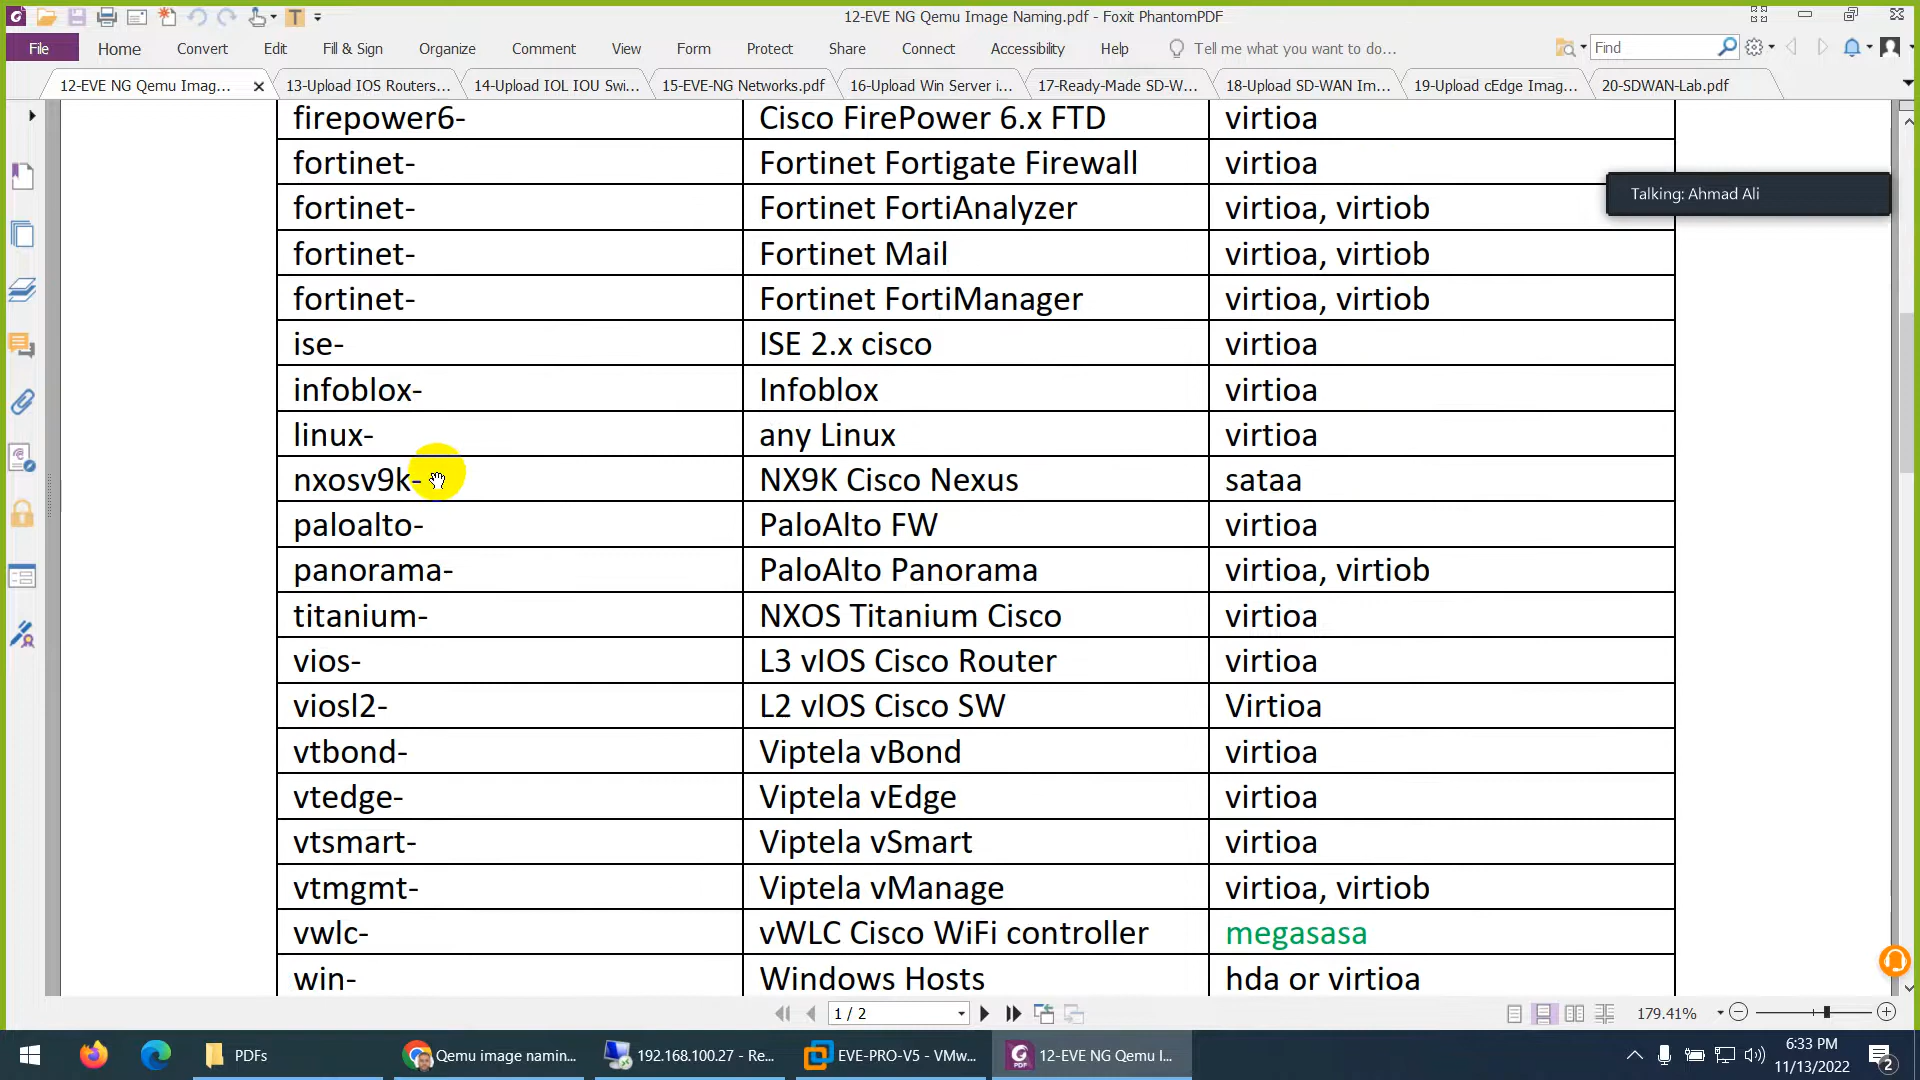 12-EVE NG Qemu Image Naming.pdf - Foxit PhantomPDF
File Home Convert Edit Fill & Sign Organize Comment View Form Protect Share Connect Accessibility Help Tell me what you want to do... Find
12-EVE NG Qemu Imag... 13-Upload IOS Routers... 14-Upload IOL IOU Swi... 15-EVE-NG Networks.pdf 16-Upload Win Server i... 17-Ready-Made SD-W... 18-Upload SD-WAN Im... 19-Upload cEdge Imag... 20-SDWAN-Lab.pdf
firepower6- Cisco FirePower 6.x FTD virtioa
fortinet- Fortinet Fortigate Firewall virtioa
Talking: Ahmad Ali
fortinet- Fortinet FortiAnalyzer virtioa, virtiob
fortinet- Fortinet Mail virtioa, virtiob
fortinet- Fortinet FortiManager virtioa, virtiob
ise- ISE 2.x cisco virtioa
infoblox- Infoblox virtioa
linux- any Linux virtioa
nxosv9k- NX9K Cisco Nexus sataa
paloalto- PaloAlto FW virtioa
panorama- PaloAlto Panorama virtioa, virtiob
titanium- NXOS Titanium Cisco virtioa
vios- L3 vIOS Cisco Router virtioa
viosl2- L2 vIOS Cisco SW Virtioa
vtbond- Viptela vBond virtioa
vtedge- Viptela vEdge virtioa
vtsmart- Viptela vSmart virtioa
vtmgmt- Viptela vManage virtioa, virtiob
vwlc- vWLC Cisco WiFi controller megasasa
win- Windows Hosts hda or virtioa
1 / 2 179.41%
PDFs Qemu image namin... 192.168.100.27 - Re... EVE-PRO-V5 - VMw... 12-EVE NG Qemu I... 6:33 PM
11/13/2022 2